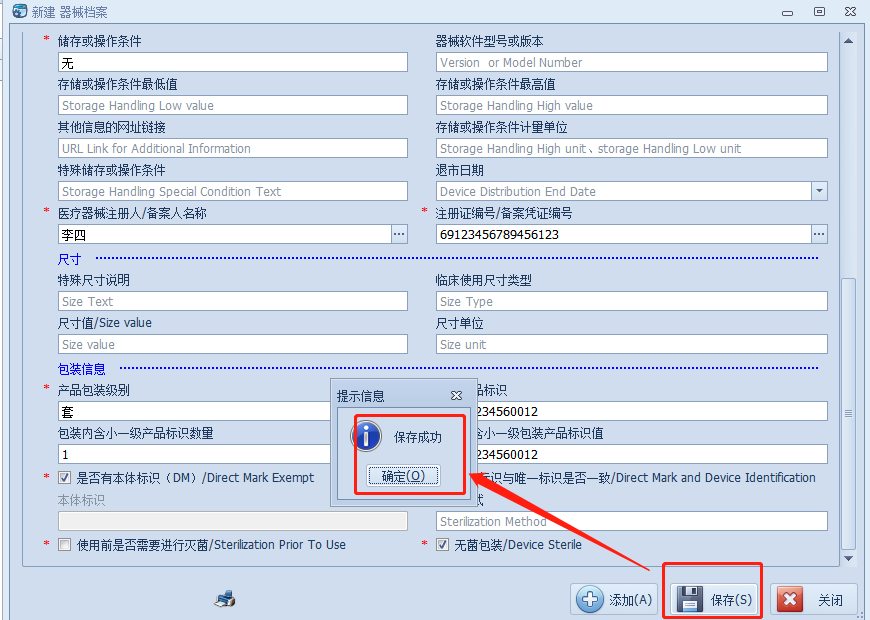 新建 器械档案
* 储存或操作条件 器械软件型号或版本
无 Version or Model Number
存储或操作条件最低值 存储或操作条件最高值
Storage Handling Low value Storage Handling High value
其他信息的网址链接 存储或操作条件计量单位
URL Link for Additional Information Storage Handling High unit、storage Handling Low unit
特殊储存或操作条件 退市日期
Storage Handling Special Condition Text Device Distribution End Date
* 医疗器械注册人/备案人名称 * 注册证编号/备案凭证编号
李四 ... 69123456789456123 ...
尺寸
特殊尺寸说明 临床使用尺寸类型
Size Text Size Type
尺寸值/Size value 尺寸单位
Size value Size unit
包装信息
* 产品包装级别 品标识
套 234560012
包装内含小一级产品标识数量 含小一级包装产品标识值
1 234560012
提示信息
保存成功
确定(O)
* 是否有本体标识（DM）/Direct Mark Exempt 识与唯一标识是否一致/Direct Mark and Device Identification
本体标识 式
Sterilization Method
* 使用前是否需要进行灭菌/Sterilization Prior To Use * 无菌包装/Device Sterile
添加(A) 保存(S) 关闭